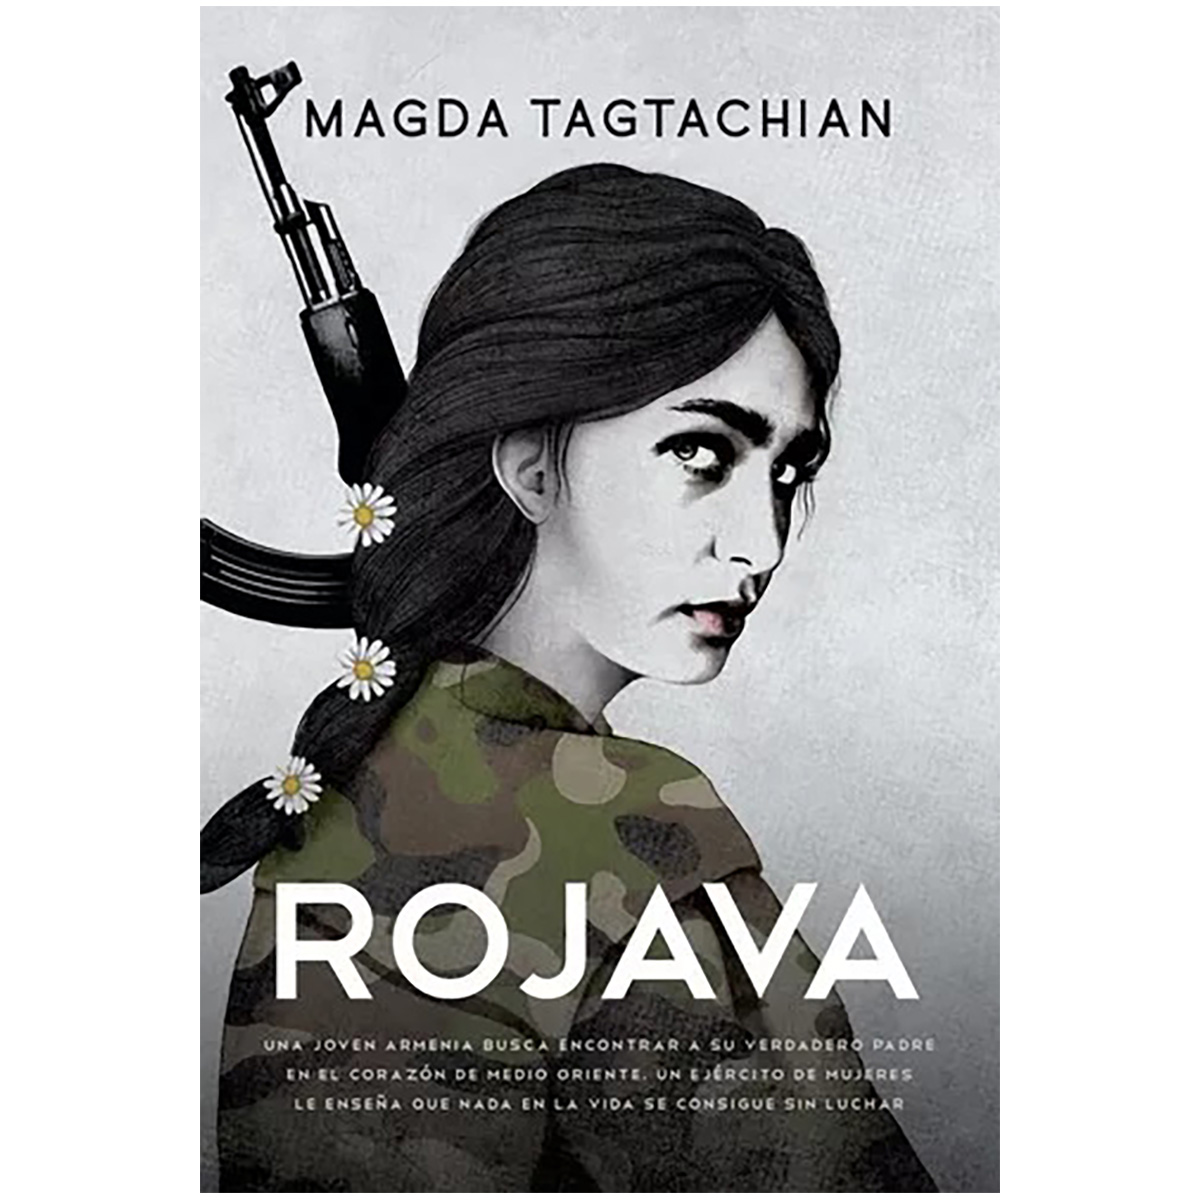 MAGDA TAGTACHIAN
ROJAVA
UNA JOVEN ARMENIA BUSCA ENCONTRAR A SU VERDADERO PADRE
EN EL CORAZÓN DE MEDIO ORIENTE. UN EJÉRCITO DE MUJERES
LE ENSEÑA QUE NADA EN LA VIDA SE CONSIGUE SIN LUCHAR